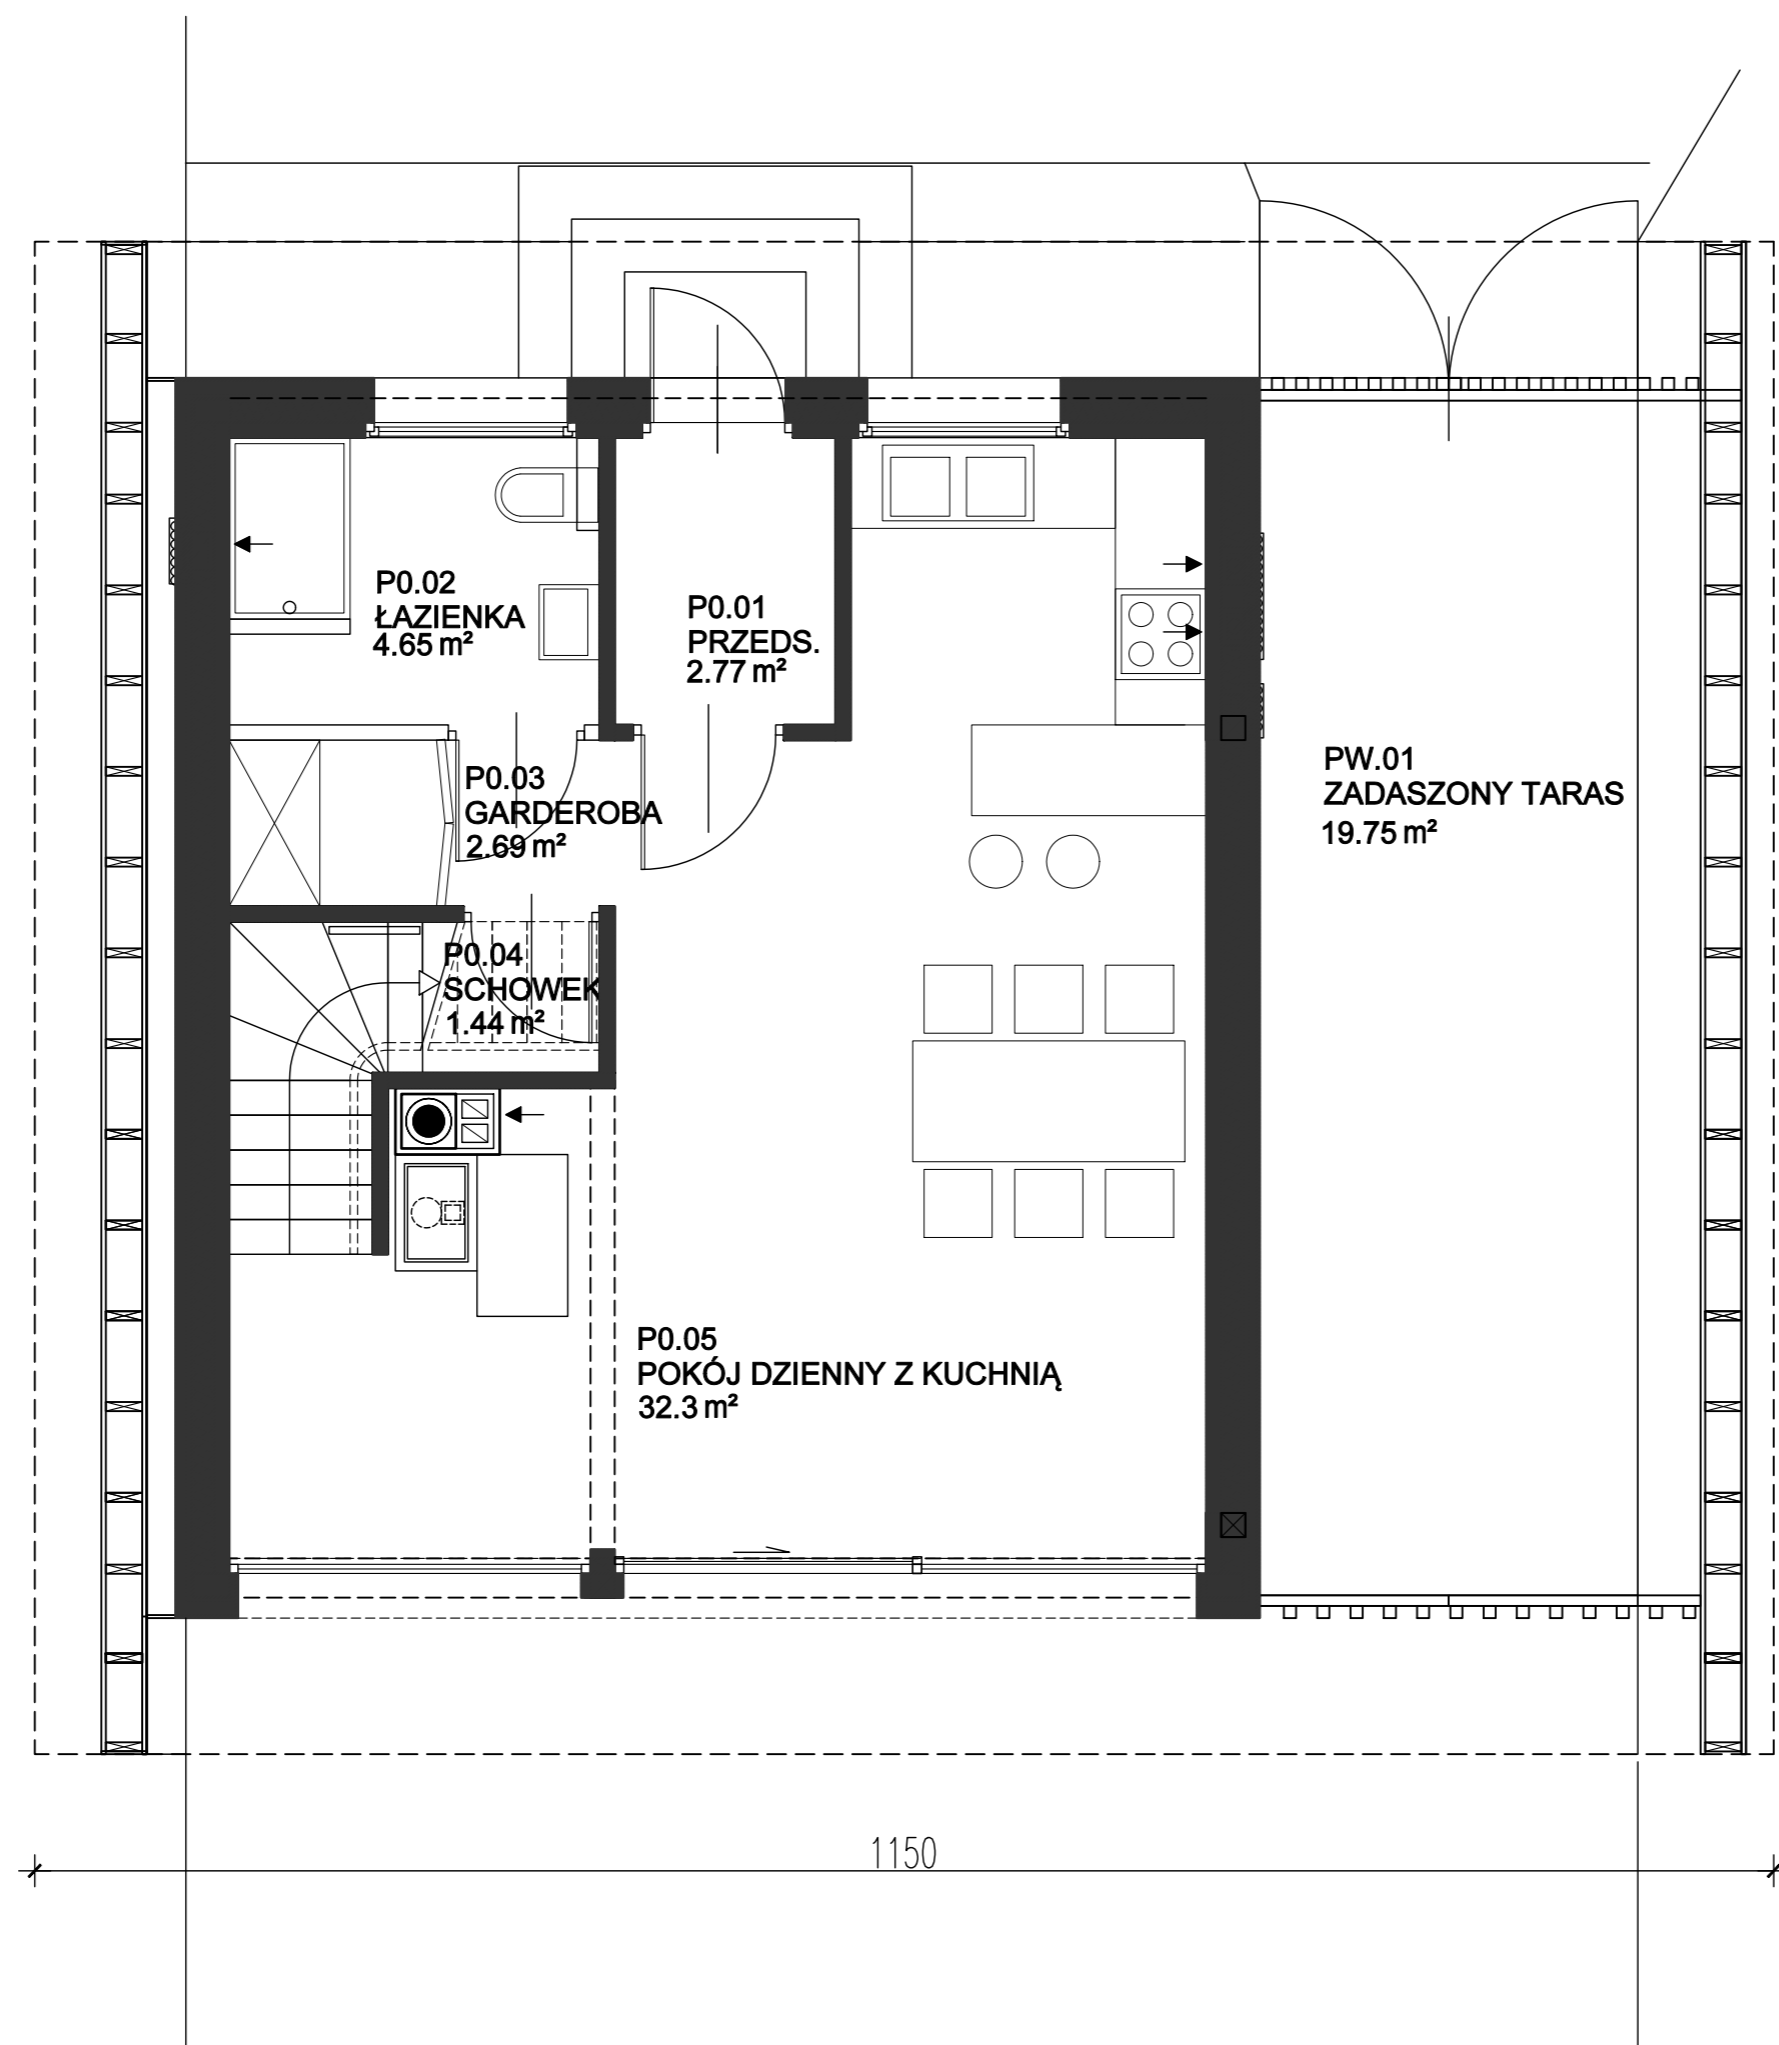 P0.02
ŁAZIENKA
4.65 m²
P0.01
PRZEDS.
2.77 m²
P0.03
GARDEROBA
2.69 m²
PW.01
ZADASZONY TARAS
19.75 m²
P0.04
SCHOWEK
1.44 m²
P0.05
POKÓJ DZIENNY Z KUCHNIĄ
32.3 m²
1150